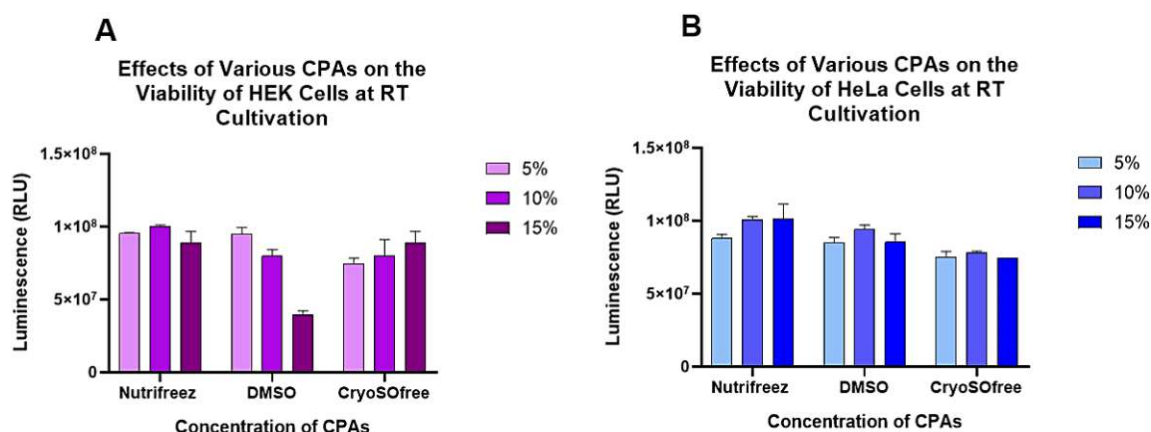 A
Effects of Various CPAs on the
Viability of HEK Cells at RT
Cultivation
1.5×10⁸
1×10⁸
5×10⁷
0
Luminescence (RLU)
5%
10%
15%
Nutrifreez
DMSO
CryoSOfree
Concentration of CPAs
B
Effects of Various CPAs on the
Viability of HeLa Cells at RT
Cultivation
1.5×10⁸
1×10⁸
5×10⁷
0
Luminescence (RLU)
5%
10%
15%
Nutrifreez
DMSO
CryoSOfree
Concentration of CPAs